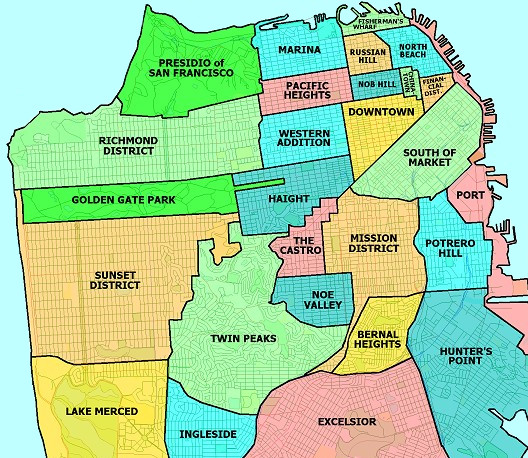 FISHERMAN'S
WHARF
MARINA
RUSSIAN
HILL
NORTH
BEACH
PRESIDIO of
SAN FRANCISCO
PACIFIC
HEIGHTS
NOB HILL
CHINA
TOWN
FINAN-
CIAL
DIST.
DOWNTOWN
RICHMOND
DISTRICT
WESTERN
ADDITION
SOUTH OF
MARKET
GOLDEN GATE PARK
HAIGHT
PORT
THE
CASTRO
MISSION
DISTRICT
POTRERO
HILL
SUNSET
DISTRICT
NOE
VALLEY
TWIN PEAKS
BERNAL
HEIGHTS
HUNTER'S
POINT
LAKE MERCED
INGLESIDE
EXCELSIOR